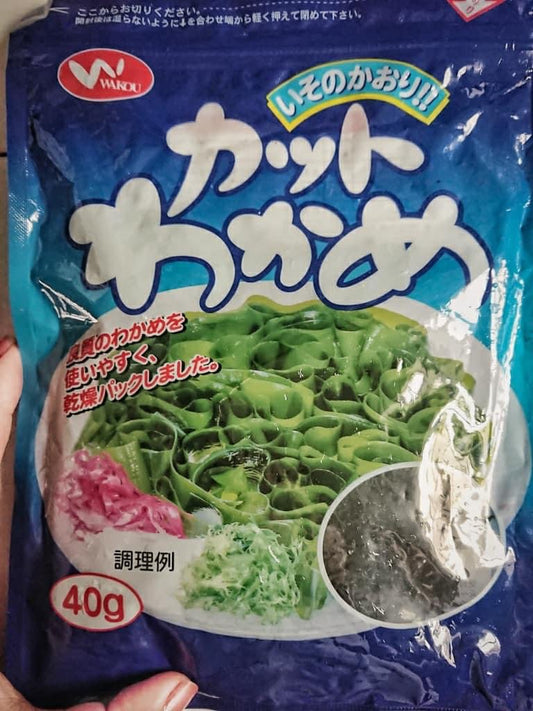 ここからお切りください。
開封後は湿らないように⬇を合わせ端から軽く押えて閉めて下さい。
WAKOU
いそのかおり!!
カット
わかめ
良質のわかめを
使いやすく、
乾燥パックしました。
調理例
40g